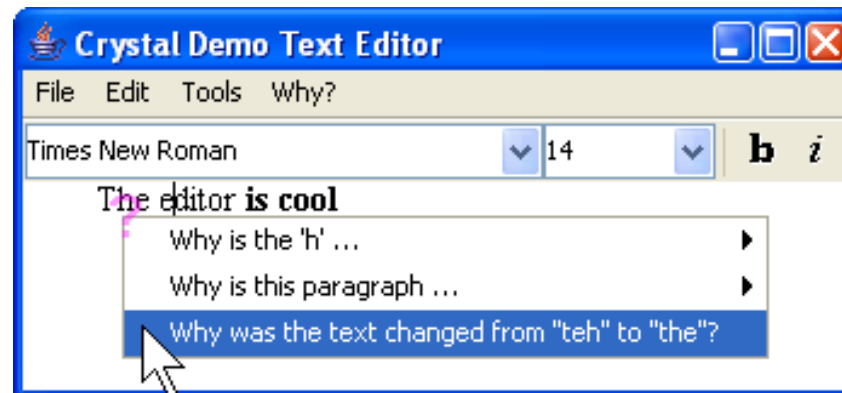 Crystal Demo Text Editor
File Edit Tools Why?
Times New Roman 14 b i
The editor is cool
?
Why is the 'h' ...
Why is this paragraph ...
Why was the text changed from "teh" to "the"?